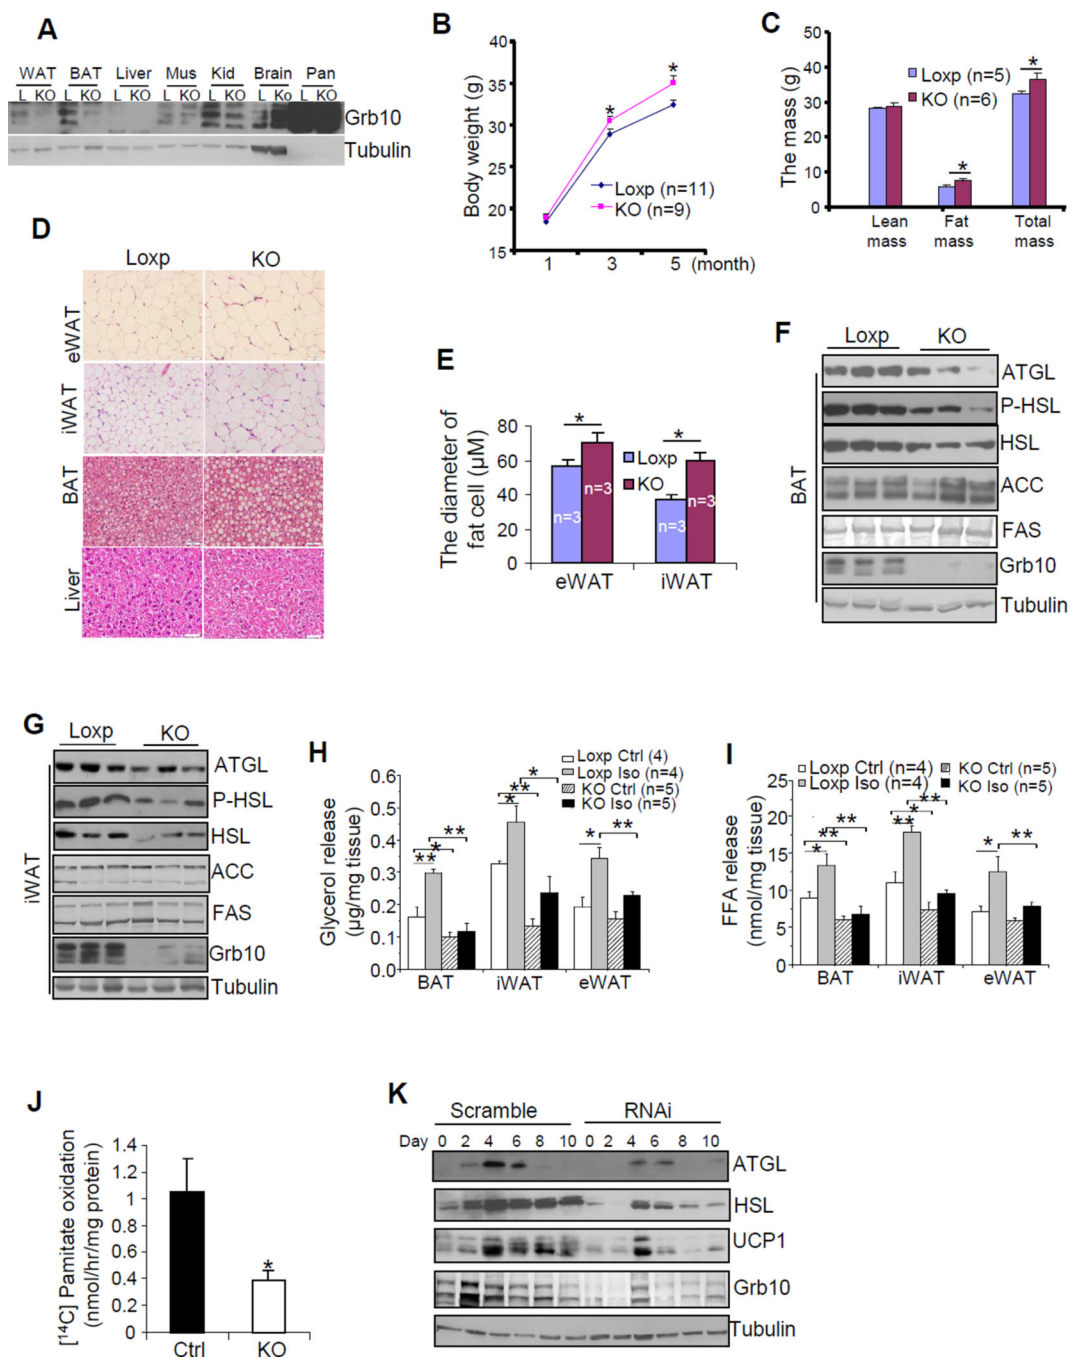 A
WAT BAT Liver Mus Kid Brain Pan
L KO L KO L KO L KO L KO L Ko L KO
Grb10
Tubulin
B
Body weight (g)
40
35
30
25
20
15
*
*
Loxp (n=11)
KO (n=9)
1 3 5 (month)
C
The mass (g)
50
40
30
20
10
0
Loxp (n=5)
KO (n=6)
*
*
Lean mass
Fat mass
Total mass
D
Loxp KO
eWAT
iWAT
BAT
Liver
E
The diameter of
fat cell (µM)
80
60
40
20
0
*
*
Loxp
KO
n=3
n=3
n=3
n=3
eWAT iWAT
F
Loxp KO
BAT
ATGL
P-HSL
HSL
ACC
FAS
Grb10
Tubulin
G
Loxp KO
iWAT
ATGL
P-HSL
HSL
ACC
FAS
Grb10
Tubulin
H
Loxp Ctrl (4)
Loxp Iso (n=4)
KO Ctrl (n=5)
KO Iso (n=5)
Glycerol release
(µg/mg tissue)
0.6
0.5
0.4
0.3
0.2
0.1
0.0
**
*
**
*
**
*
*
**
BAT iWAT eWAT
I
Loxp Ctrl (n=4)
Loxp Iso (n=4)
KO Ctrl (n=5)
KO Iso (n=5)
FFA release
(nmol/mg tissue)
25
20
15
10
5
0
**
**
*
**
*
**
*
**
BAT iWAT eWAT
J
[14C] Pamitate oxidation
(nmol/hr/mg protein)
1.4
1.2
1
0.8
0.6
0.4
0.2
0
*
Ctrl KO
K
Scramble RNAi
Day 0 2 4 6 8 10 0 2 4 6 8 10
ATGL
HSL
UCP1
Grb10
Tubulin